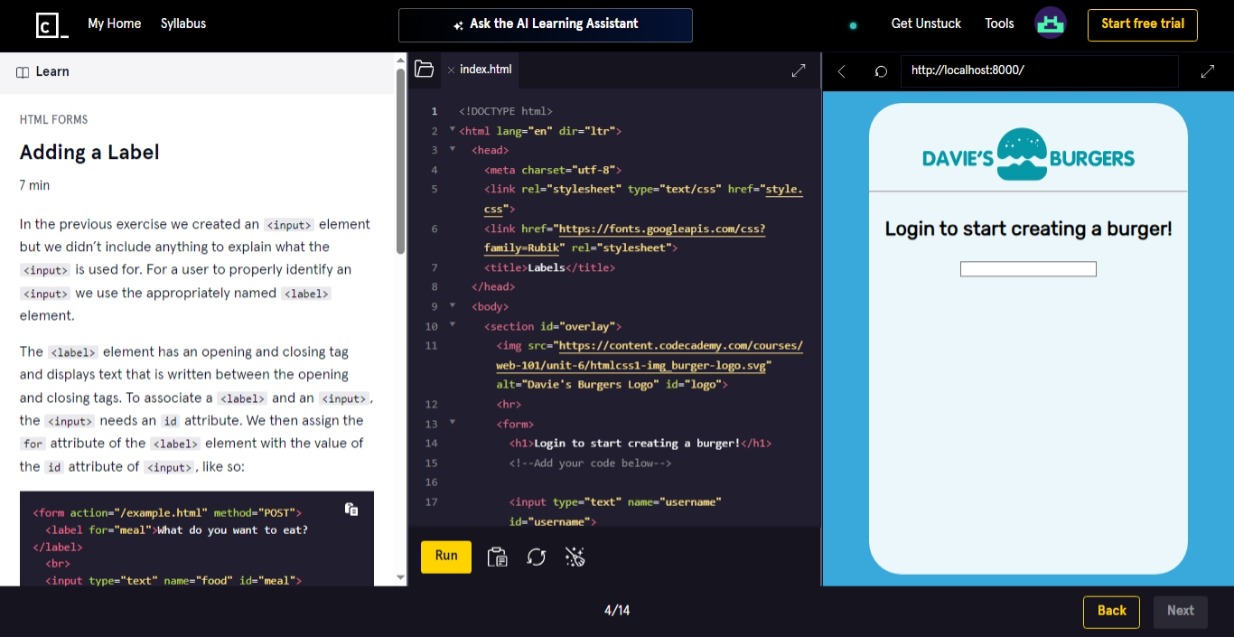 c_ My Home Syllabus Ask the AI Learning Assistant Get Unstuck Tools Start free trial
Learn
HTML FORMS
Adding a Label
7 min
In the previous exercise we created an <input> element
but we didn’t include anything to explain what the
<input> is used for. For a user to properly identify an
<input> we use the appropriately named <label>
element.
The <label> element has an opening and closing tag
and displays text that is written between the opening
and closing tags. To associate a <label> and an <input>,
the <input> needs an id attribute. We then assign the
for attribute of the <label> element with the value of
the id attribute of <input>, like so:
<form action="/example.html" method="POST">
<label for="meal">What do you want to eat?
</label>
<br>
<input type="text" name="food" id="meal">
index.html
1 <!DOCTYPE html>
2 <html lang="en" dir="ltr">
3 <head>
4 <meta charset="utf-8">
5 <link rel="stylesheet" type="text/css" href="style.
css">
6 <link href="https://fonts.googleapis.com/css?
family=Rubik" rel="stylesheet">
7 <title>Labels</title>
8 </head>
9 <body>
10 <section id="overlay">
11 <img src="https://content.codecademy.com/courses/
web-101/unit-6/htmlcss1-img_burger-logo.svg"
alt="Davie's Burgers Logo" id="logo">
12 <hr>
13 <form>
14 <h1>Login to start creating a burger!</h1>
15 <!--Add your code below-->
16
17 <input type="text" name="username"
id="username">
Run
http://localhost:8000/
DAVIE'S BURGERS
Login to start creating a burger!
4/14
Back Next